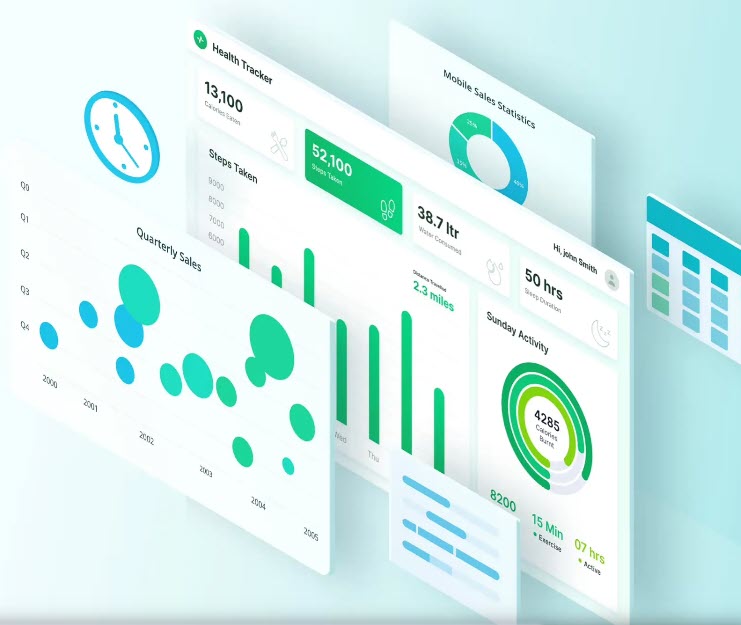 Health Tracker
13,100
Calories Eaten
52,100
Steps Taken
38.7 ltr
Water Consumed
Hi, john Smith
50 hrs
Sleep Duration
Steps Taken
9000
8000
7000
6000
Distance Travelled
2.3 miles
Wed
Thu
Sunday Activity
4285
Calories
Burnt
8200
15 Min
Exercise
07 hrs
Active
Mobile Sales Statistics
25%
Quarterly Sales
Q0
Q1
Q2
Q3
Q4
2000
2001
2002
2003
2004
2005